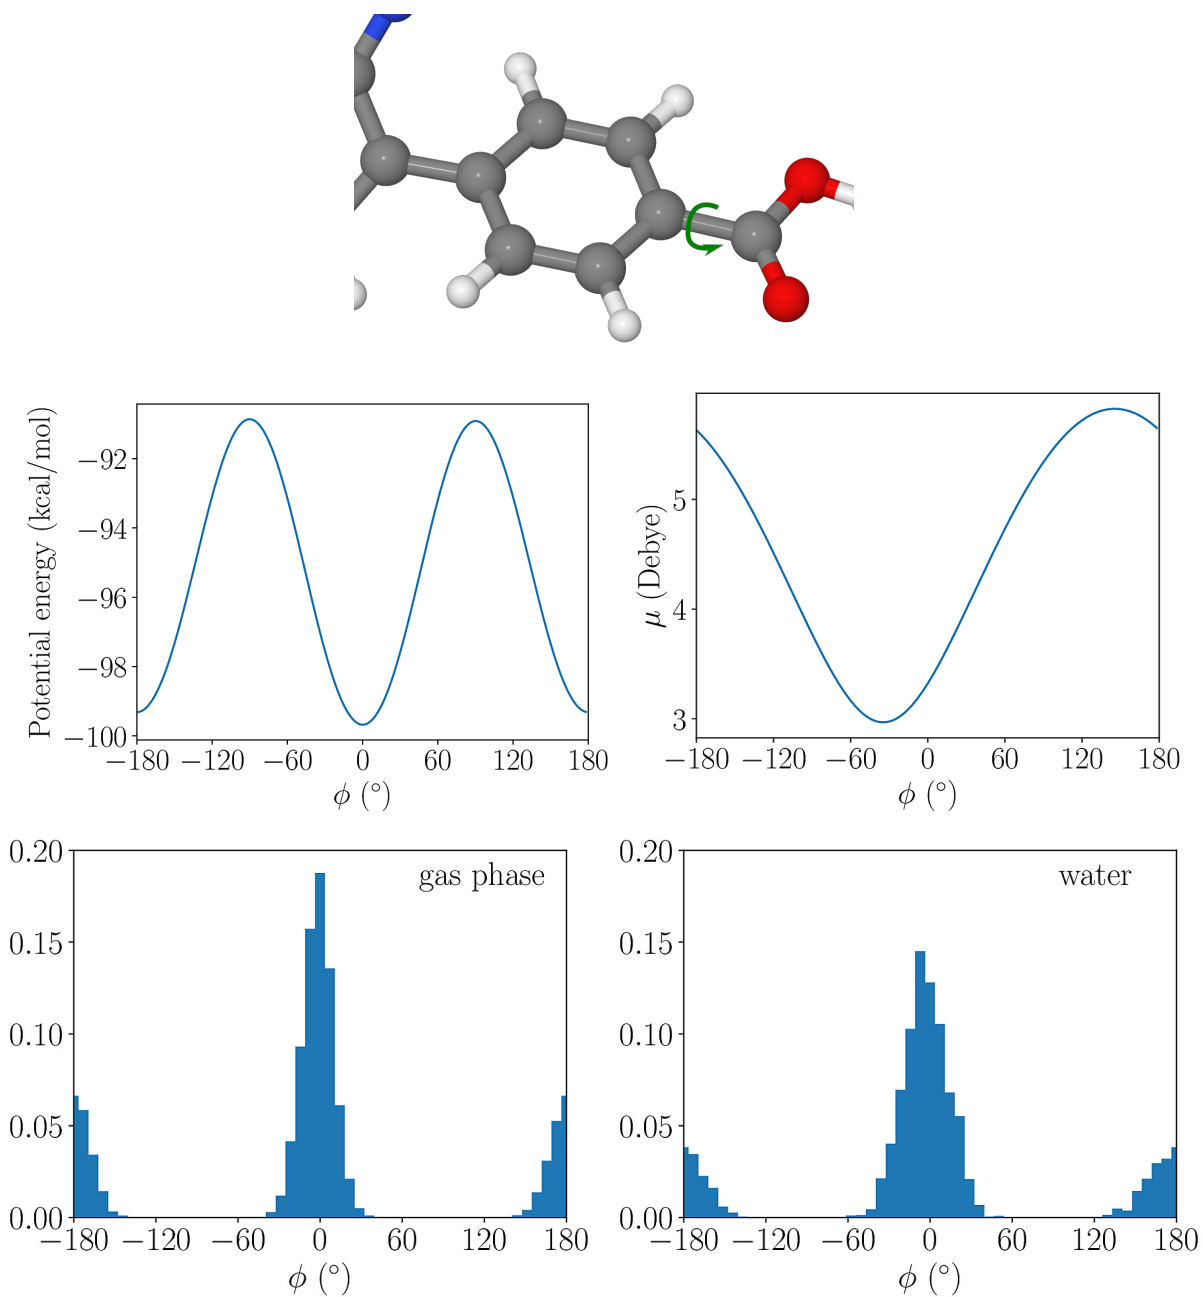 Potential energy (kcal/mol)
−92
−94
−96
−98
−100
−180 −120 −60 0 60 120 180
ϕ (°)
μ (Debye)
5
4
3
−180 −120 −60 0 60 120 180
ϕ (°)
gas phase
0.20
0.15
0.10
0.05
0.00
−180 −120 −60 0 60 120 180
ϕ (°)
water
0.20
0.15
0.10
0.05
0.00
−180 −120 −60 0 60 120 180
ϕ (°)